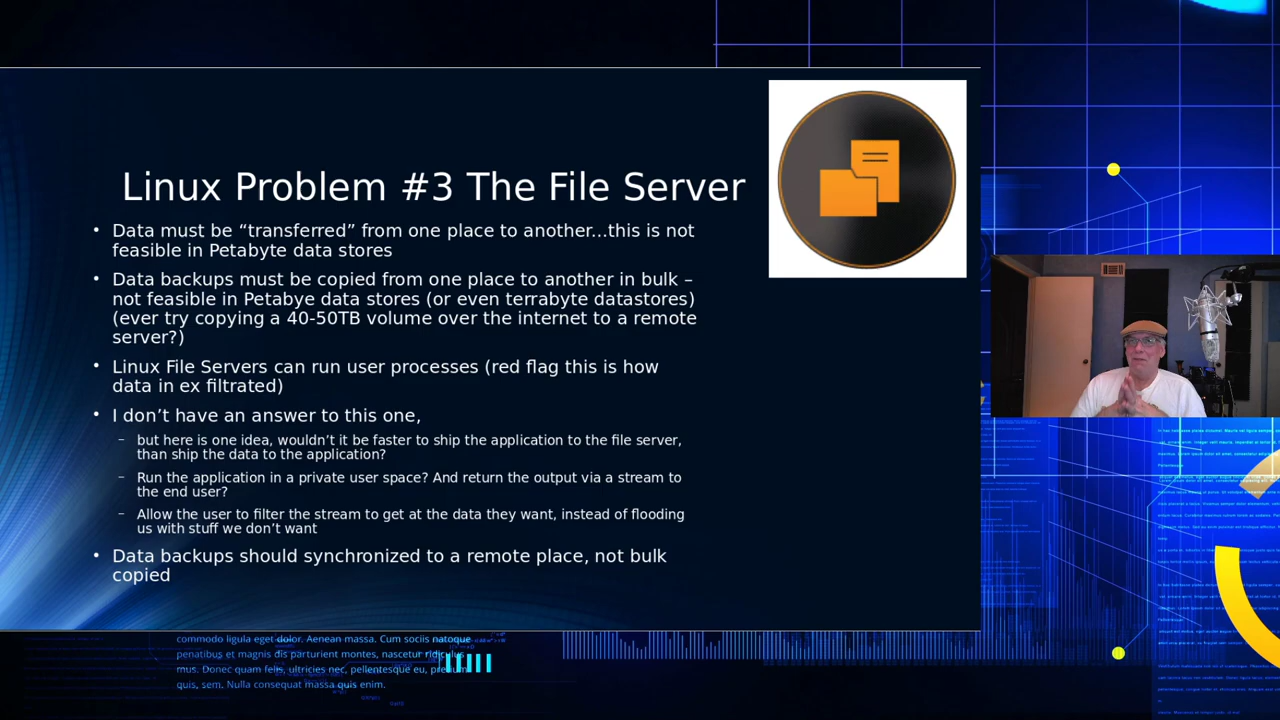 Linux Problem #3 The File Server
• Data must be “transferred” from one place to another...this is not
feasible in Petabyte data stores
• Data backups must be copied from one place to another in bulk –
not feasible in Petabye data stores (or even terrabyte datastores)
(ever try copying a 40-50TB volume over the internet to a remote
server?)
• Linux File Servers can run user processes (red flag this is how
data in ex filtrated)
• I don’t have an answer to this one,
– but here is one idea, wouldn’t it be faster to ship the application to the file server,
than ship the data to the application?
– Run the application in a private user space? And return the output via a stream to
the end user?
– Allow the user to filter the stream to get at the data they want, instead of flooding
us with stuff we don’t want
• Data backups should synchronized to a remote place, not bulk
copied
commodo ligula eget dolor. Aenean massa. Cum sociis natoque
penatibus et magnis dis parturient montes, nascetur ridiculus
mus. Donec quam felis, ultricies nec, pellentesque eu, pretium
quis, sem. Nulla consequat massa quis enim.